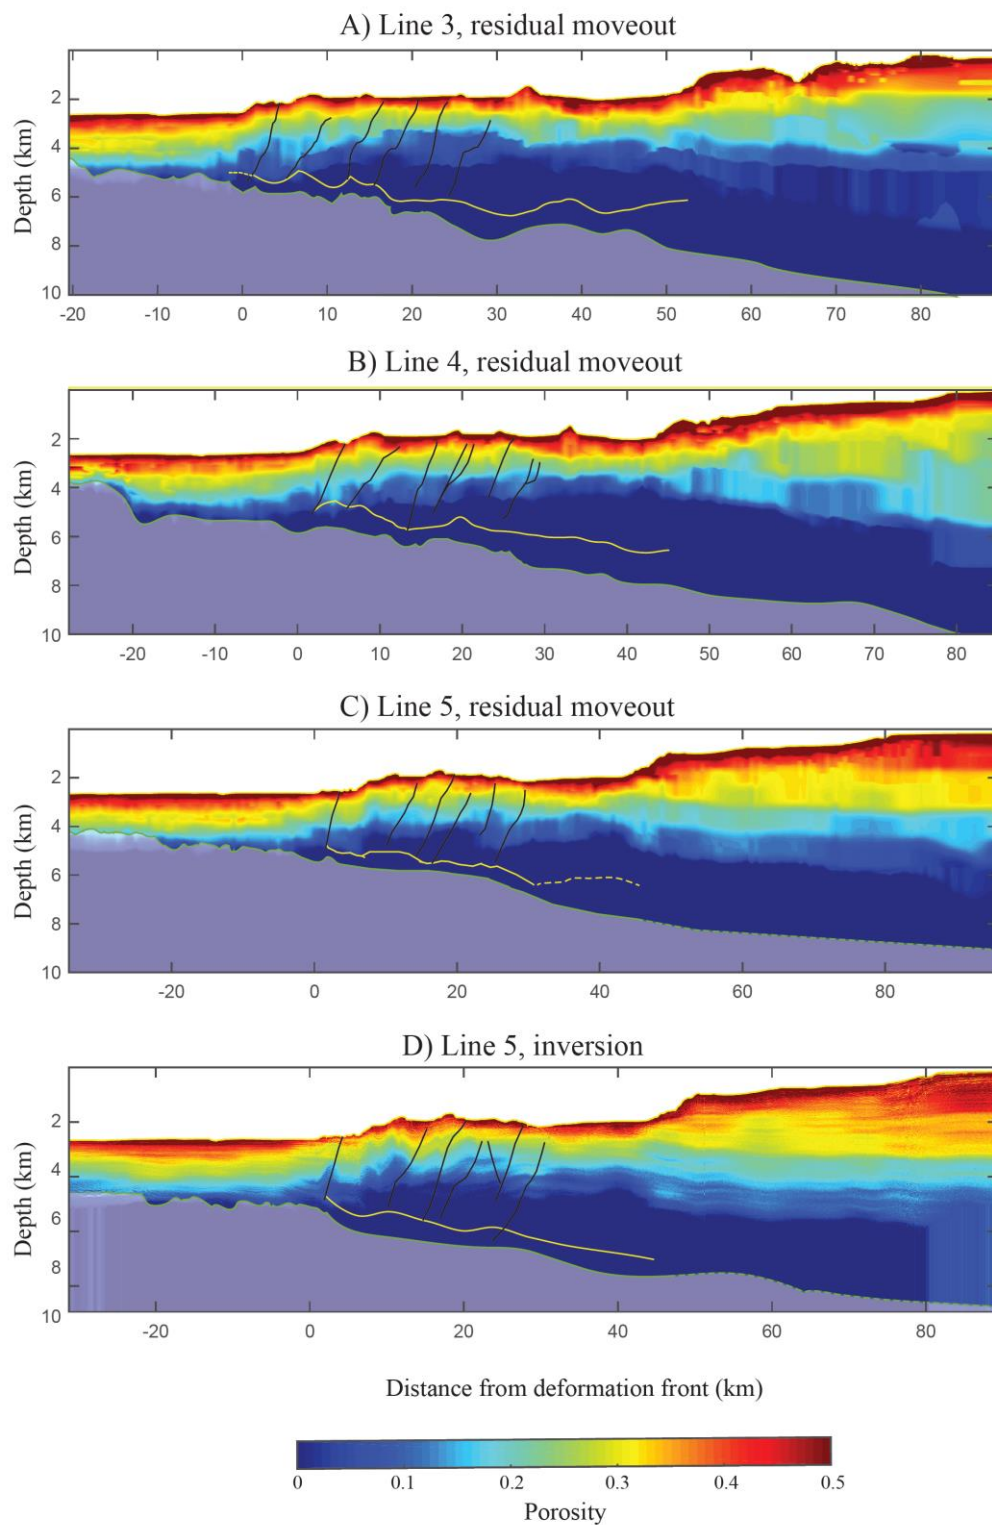 A) Line 3, residual moveout
Depth (km)
2
4
6
8
10
-20 -10 0 10 20 30 40 50 60 70 80
B) Line 4, residual moveout
Depth (km)
2
4
6
8
10
-20 -10 0 10 20 30 40 50 60 70 80
C) Line 5, residual moveout
Depth (km)
2
4
6
8
10
-20 0 20 40 60 80
D) Line 5, inversion
Depth (km)
2
4
6
8
10
-20 0 20 40 60 80
Distance from deformation front (km)
0 0.1 0.2 0.3 0.4 0.5
Porosity